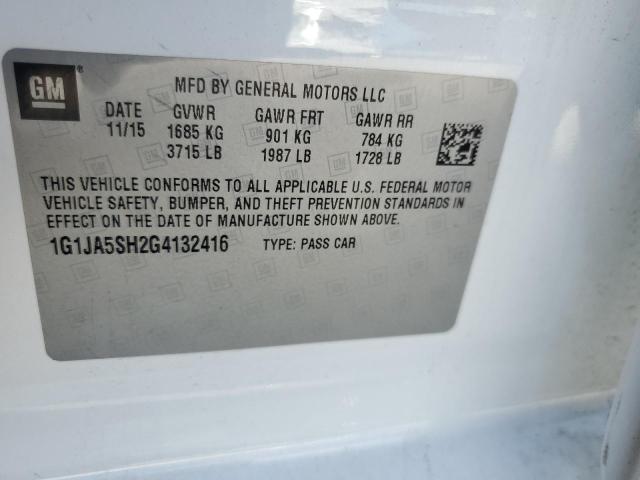 GM
MFD BY GENERAL MOTORS LLC
DATE GVWR GAWR FRT GAWR RR
11/15 1685 KG 901 KG 784 KG
3715 LB 1987 LB 1728 LB
THIS VEHICLE CONFORMS TO ALL APPLICABLE U.S. FEDERAL MOTOR
VEHICLE SAFETY, BUMPER, AND THEFT PREVENTION STANDARDS IN
EFFECT ON THE DATE OF MANUFACTURE SHOWN ABOVE.
1G1JA5SH2G4132416 TYPE: PASS CAR